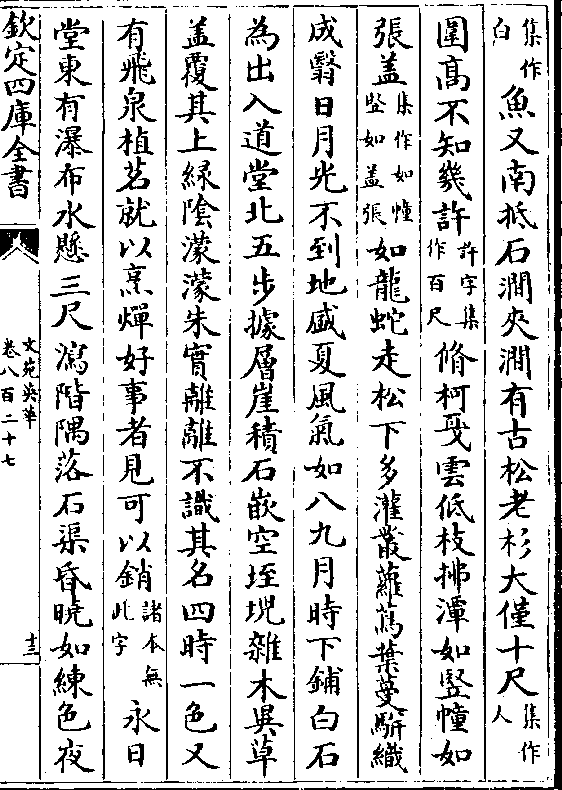 集作白魚又南抵石澗夾澗有古松老杉大僅十尺集作人
圍高不知幾許許字集作百尺脩柯戛雲低枝拂潭如竪幢如
張盖集作如幢竪如盖張如龍蛇走松下多灌叢蘿蔦葉蔓駢織
成翳日月光不到地盛夏風氣如八九月時下鋪白石
為出入道堂北五步據層崖積石嵌空垤堄雜木異草
盖覆其上緑陰濛濛朱實離離不識其名四時一色又
有飛泉植茗就以烹燀好事者見可以銷諸本無此字永日
堂東有瀑布水懸三尺瀉階隅落石渠昏曉如練色夜
欽定四庫全書
文苑英華
卷八百二十七
十三